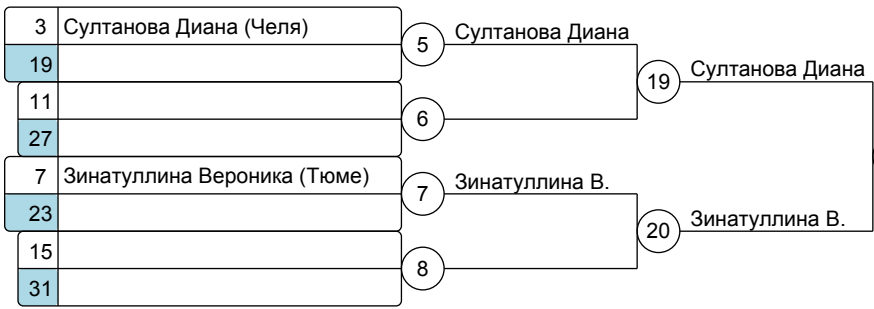 3 Султанова Диана (Челя)
19
5 Султанова Диана
19 Султанова Диана
11
27
6
7 Зинатуллина Вероника (Тюме)
23
7 Зинатуллина В.
20 Зинатуллина В.
15
31
8